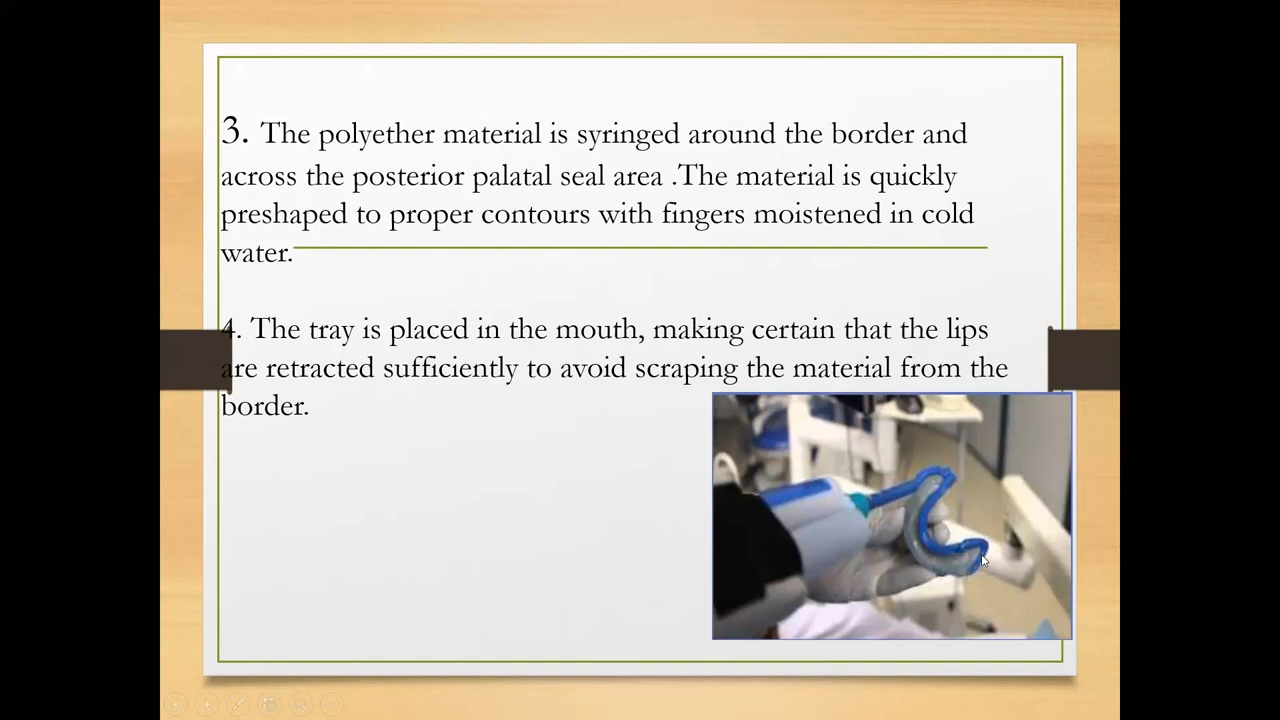 3. The polyether material is syringed around the border and
across the posterior palatal seal area .The material is quickly
preshaped to proper contours with fingers moistened in cold
water.
4. The tray is placed in the mouth, making certain that the lips
are retracted sufficiently to avoid scraping the material from the
border.